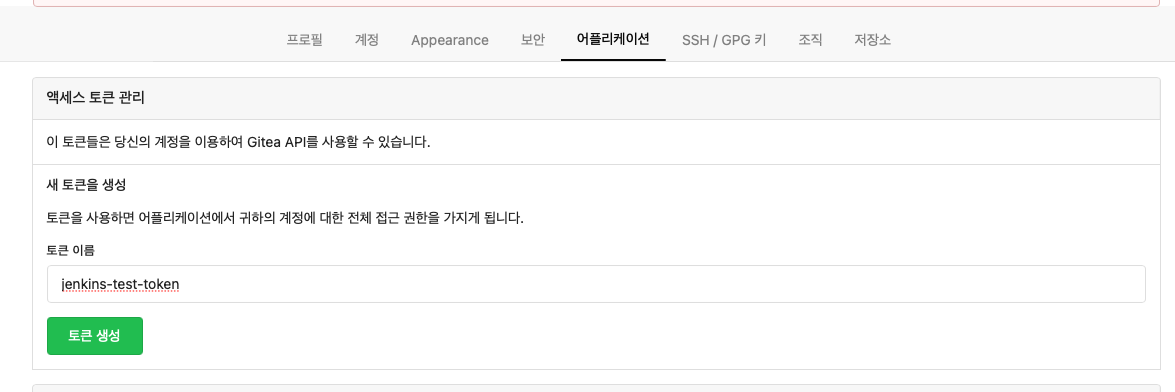 프로필 계정 Appearance 보안 어플리케이션 SSH / GPG 키 조직 저장소
액세스 토큰 관리
이 토큰들은 당신의 계정을 이용하여 Gitea API를 사용할 수 있습니다.
새 토큰을 생성
토큰을 사용하면 어플리케이션에서 귀하의 계정에 대한 전체 접근 권한을 가지게 됩니다.
토큰 이름
jenkins-test-token
토큰 생성